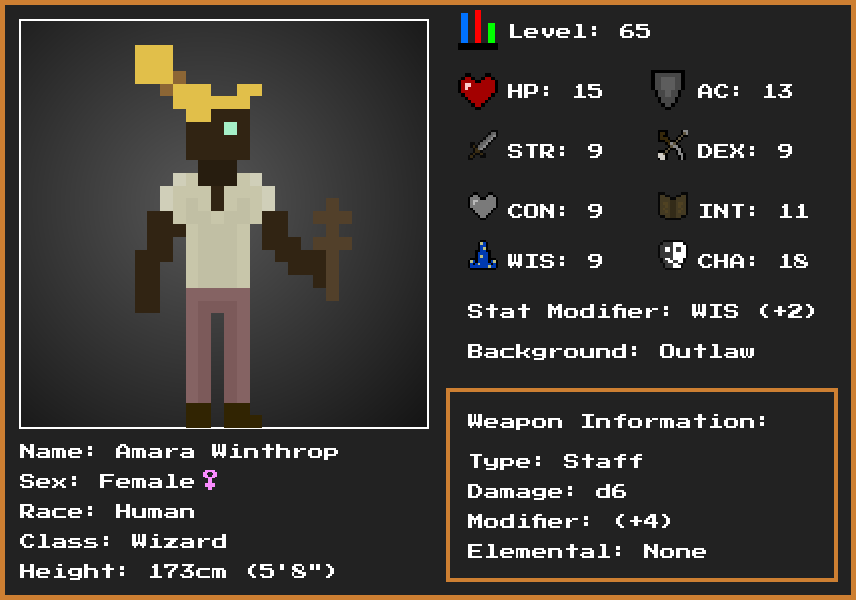 Level: 65
HP: 15 AC: 13
STR: 9 DEX: 9
CON: 9 INT: 11
WIS: 9 CHA: 18
Stat Modifier: WIS (+2)
Background: Outlaw
Weapon Information:
Type: Staff
Damage: d6
Modifier: (+4)
Elemental: None
Name: Amara Winthrop
Sex: Female♀
Race: Human
Class: Wizard
Height: 173cm (5'8")